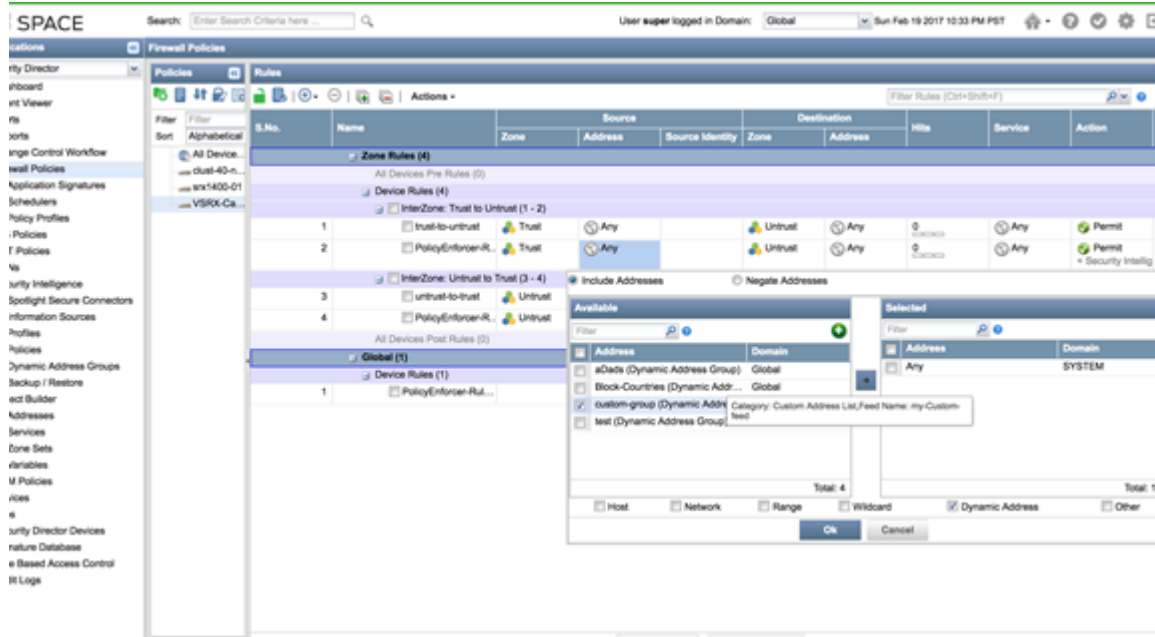 SPACE
Search: Enter Search Criteria here ...
User super logged in Domain: Global
Sun Feb 19 2017 10:33 PM PST
cations
Firewall Policies
rity Director
Policies
Rules
Actions
Filter Rules (Ctrl+Shift+F)
hboard
ent Viewer
rts
ports
ange Control Workflow
ewall Policies
Application Signatures
Schedulers
Policy Profiles
Policies
T Policies
Ns
urity Intelligence
Spotlight Secure Connectors
Information Sources
Profiles
Policies
Dynamic Address Groups
Backup / Restore
ect Builder
Addresses
Services
Zone Sets
Variables
M Policies
vices
s
urity Director Devices
nature Database
e Based Access Control
dit Logs
Filter Filter
Sort Alphabetical
All Device...
clust-40-n...
srx1400-01
VSRX-Ca...
S.No. Name Source Destination Hits Service Action
Zone Address Source Identity Zone Address
Zone Rules (4)
All Devices Pre Rules (0)
Device Rules (4)
InterZone: Trust to Untrust (1 - 2)
1 trust-to-untrust Trust Any Untrust Any 0 Any Permit
2 PolicyEnforcer-R... Trust Any Untrust Any 0 Any Permit
+ Security Intellig
InterZone: Untrust to Trust (3 - 4)
3 untrust-to-trust Untrust
4 PolicyEnforcer-R... Untrust
All Devices Post Rules (0)
Global (1)
Device Rules (1)
1 PolicyEnforcer-Rul...
Include Addresses Negate Addresses
Available
Filter
Address Domain
aDads (Dynamic Address Group) Global
Block-Countries (Dynamic Addr... Global
custom-group (Dynamic Addre
test (Dynamic Address Group)
Category: Custom Address List,Feed Name: my-Custom-
feed
Total: 4
Selected
Filter
Address Domain
Any SYSTEM
Total: 1
Host Network Range Wildcard Dynamic Address Other
Ok Cancel